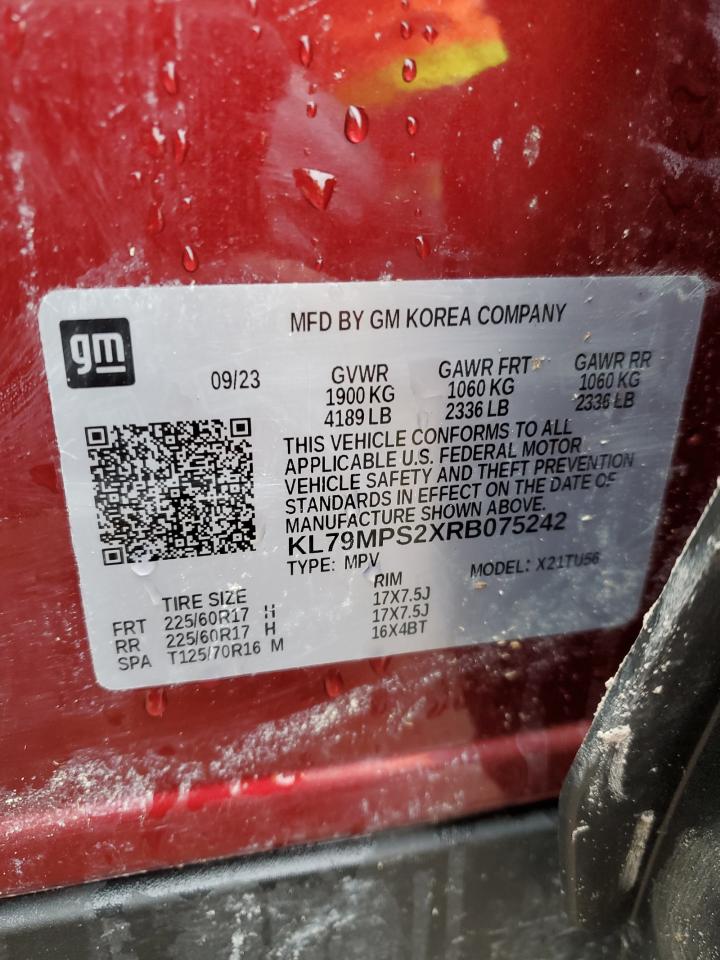 gm
MFD BY GM KOREA COMPANY
09/23
GVWR
1900 KG
4189 LB
GAWR FRT
1060 KG
2336 LB
GAWR RR
1060 KG
2336 LB
THIS VEHICLE CONFORMS TO ALL
APPLICABLE U.S. FEDERAL MOTOR
VEHICLE SAFETY AND THEFT PREVENTION
STANDARDS IN EFFECT ON THE DATE OF
MANUFACTURE SHOWN ABOVE.
KL79MPS2XRB075242
TYPE: MPV MODEL: X21TU56
TIRE SIZE RIM
FRT 225/60R17 H 17X7.5J
RR 225/60R17 H 17X7.5J
SPA T125/70R16 M 16X4BT